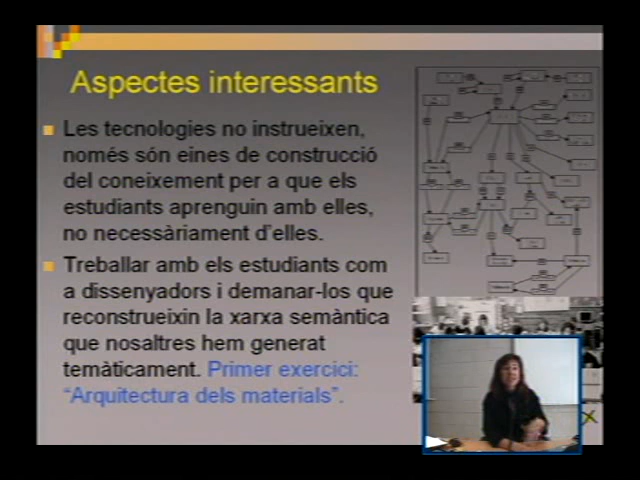 Aspectes interessants
Les tecnologies no instrueixen,
només són eines de construcció
del coneixement per a que els
estudiants aprenguin amb elles,
no necessàriament d'elles.
Treballar amb els estudiants com
a dissenyadors i demanar-los que
reconstrueixin la xarxa semàntica
que nosaltres hem generat
temàticament. Primer exercici:
“Arquitectura dels materials”.